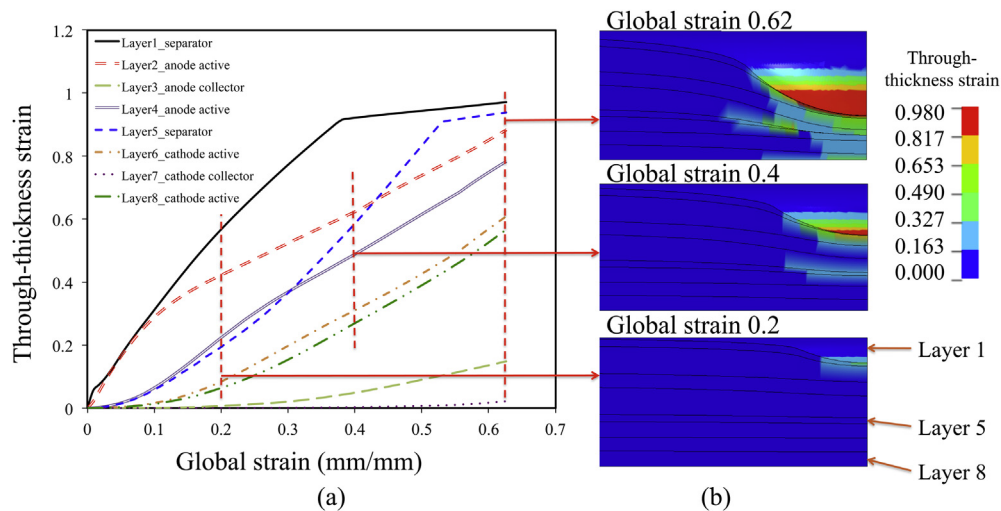 Through-thickness strain
1.2
1
0.8
0.6
0.4
0.2
0
0
0.1
0.2
0.3
0.4
0.5
0.6
0.7
Global strain (mm/mm)
(a)
Layer1_separator
Layer2_anode active
Layer3_anode collector
Layer4_anode active
Layer5_separator
Layer6_cathode active
Layer7_cathode collector
Layer8_cathode active
Global strain 0.62
Global strain 0.4
Global strain 0.2
(b)
Through-
thickness strain
0.980
0.817
0.653
0.490
0.327
0.163
0.000
Layer 1
Layer 5
Layer 8